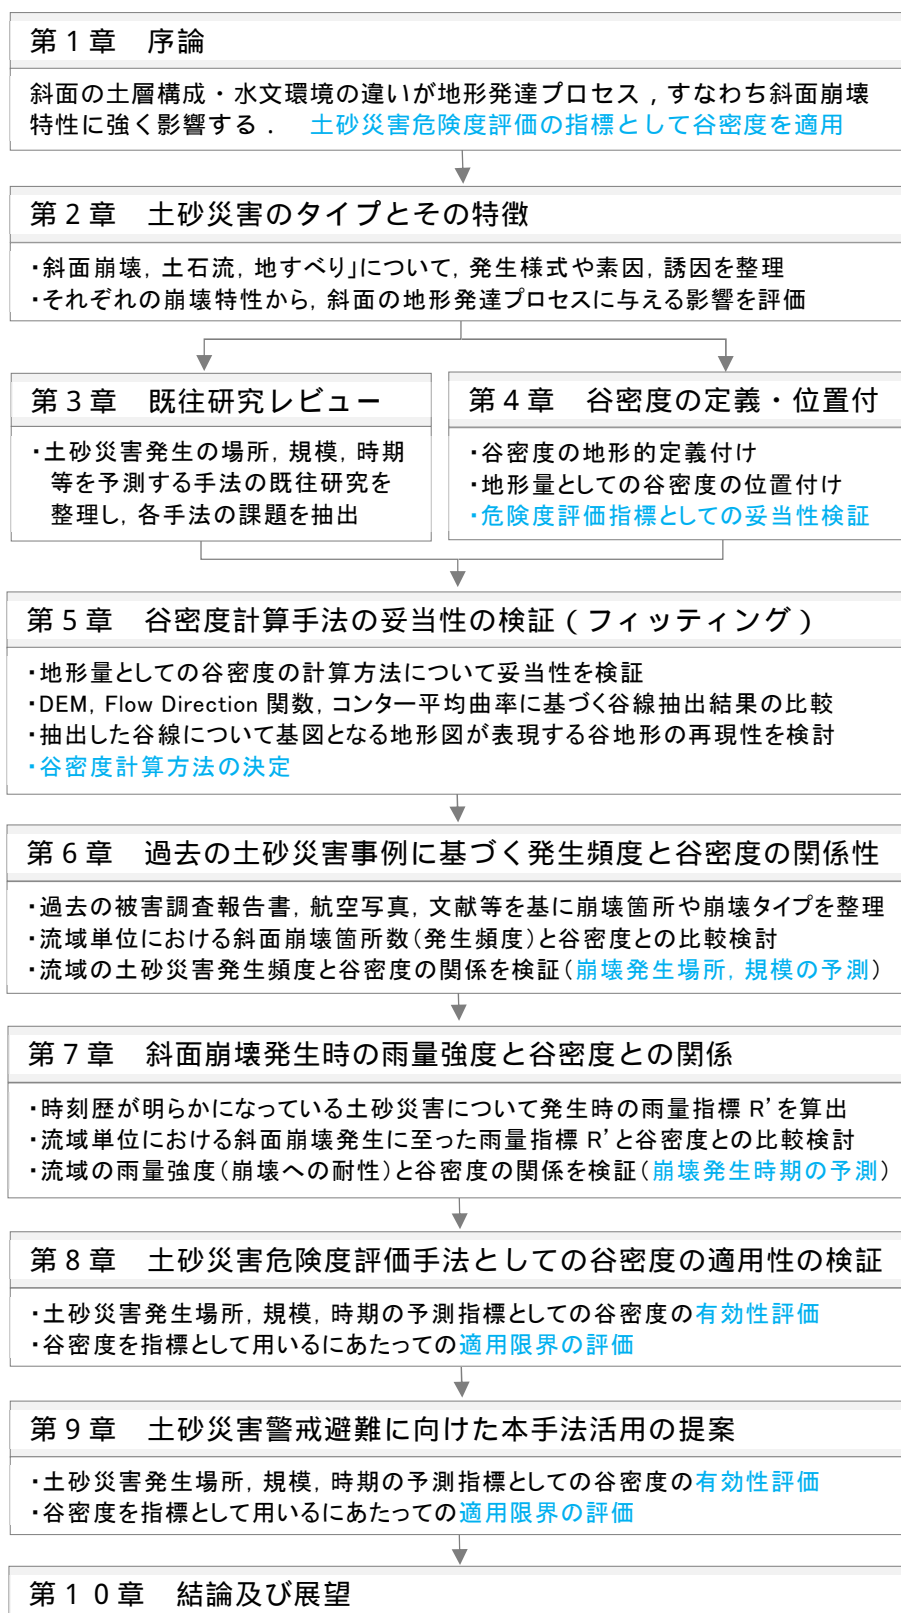 第1章　序論
斜面の土層構成・水文環境の違いが地形発達プロセス，すなわち斜面崩壊
特性に強く影響する．　土砂災害危険度評価の指標として谷密度を適用
第2章　土砂災害のタイプとその特徴
・斜面崩壊, 土石流, 地すべり」について, 発生様式や素因, 誘因を整理
・それぞれの崩壊特性から, 斜面の地形発達プロセスに与える影響を評価
第3章　既往研究レビュー
・土砂災害発生の場所, 規模, 時期
等を予測する手法の既往研究を
整理し, 各手法の課題を抽出
第4章　谷密度の定義・位置付
・谷密度の地形的定義付け
・地形量としての谷密度の位置付け
・危険度評価指標としての妥当性検証
第5章　谷密度計算手法の妥当性の検証（フィッティング）
・地形量としての谷密度の計算方法について妥当性を検証
・DEM, Flow Direction 関数, コンター平均曲率に基づく谷線抽出結果の比較
・抽出した谷線について基図となる地形図が表現する谷地形の再現性を検討
・谷密度計算方法の決定
第6章　過去の土砂災害事例に基づく発生頻度と谷密度の関係性
・過去の被害調査報告書, 航空写真, 文献等を基に崩壊箇所や崩壊タイプを整理
・流域単位における斜面崩壊箇所数(発生頻度)と谷密度との比較検討
・流域の土砂災害発生頻度と谷密度の関係を検証(崩壊発生場所, 規模の予測)
第7章　斜面崩壊発生時の雨量強度と谷密度との関係
・時刻歴が明らかになっている土砂災害について発生時の雨量指標 R’を算出
・流域単位における斜面崩壊発生に至った雨量指標 R’と谷密度との比較検討
・流域の雨量強度(崩壊への耐性)と谷密度の関係を検証(崩壊発生時期の予測)
第8章　土砂災害危険度評価手法としての谷密度の適用性の検証
・土砂災害発生場所, 規模, 時期の予測指標としての谷密度の有効性評価
・谷密度を指標として用いるにあたっての適用限界の評価
第9章　土砂災害警戒避難に向けた本手法活用の提案
・土砂災害発生場所, 規模, 時期の予測指標としての谷密度の有効性評価
・谷密度を指標として用いるにあたっての適用限界の評価
第10章　結論及び展望